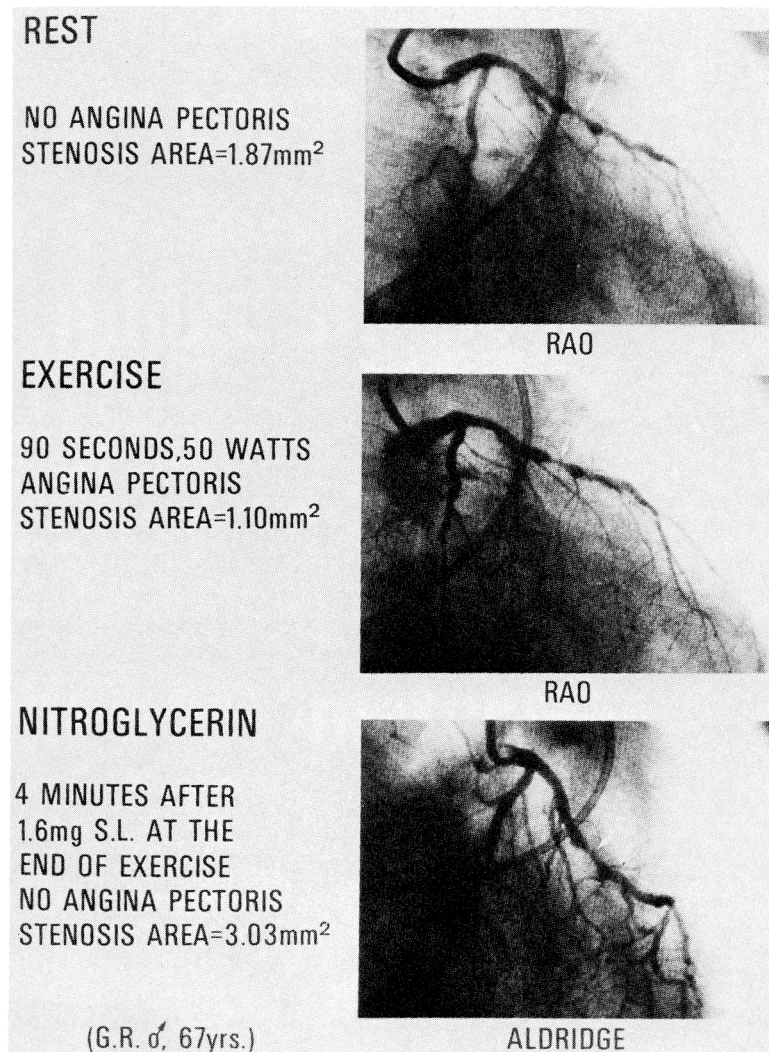 REST
NO ANGINA PECTORIS
STENOSIS AREA=1.87mm²
RAO
EXERCISE
90 SECONDS,50 WATTS
ANGINA PECTORIS
STENOSIS AREA=1.10mm²
RAO
NITROGLYCERIN
4 MINUTES AFTER
1.6mg S.L. AT THE
END OF EXERCISE
NO ANGINA PECTORIS
STENOSIS AREA=3.03mm²
(G.R. ♂, 67yrs.)
ALDRIDGE